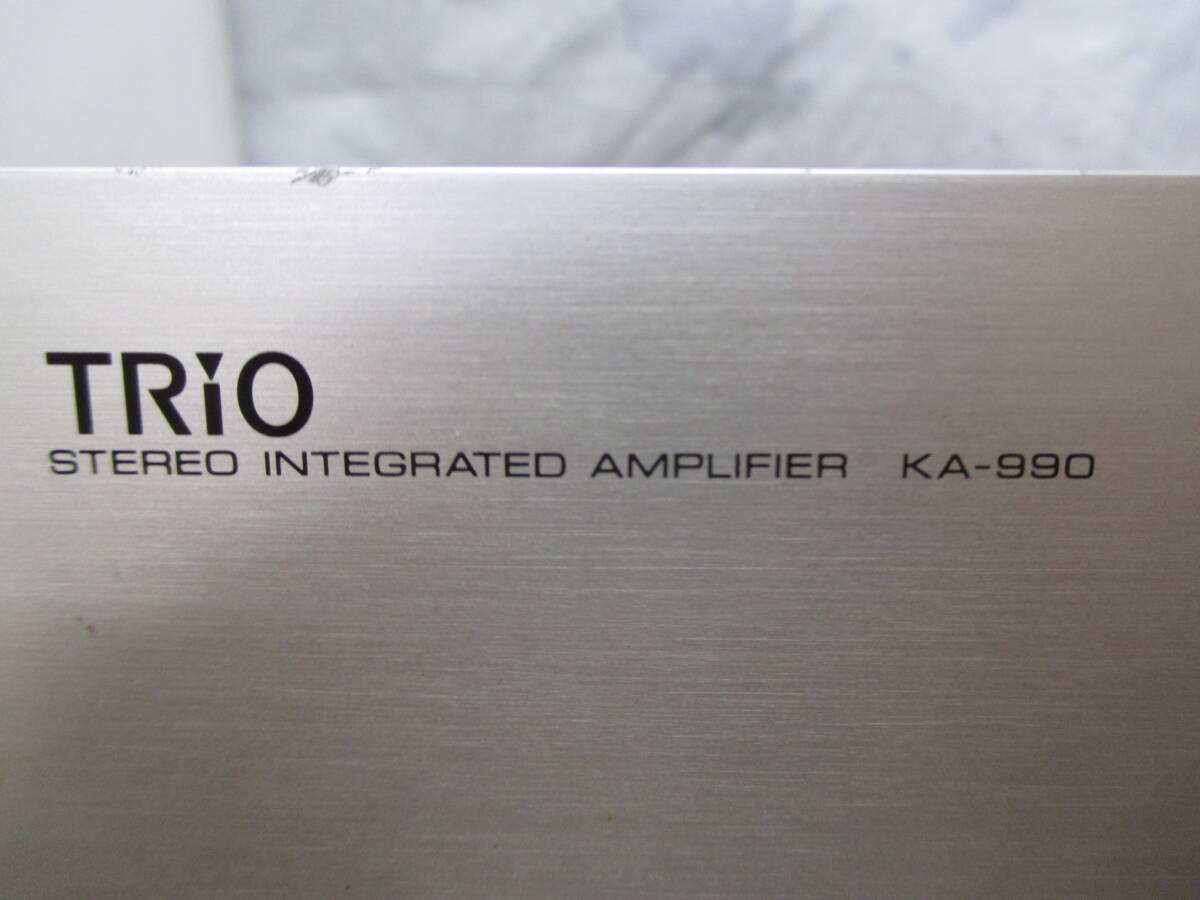 TRiO
STEREO INTEGRATED AMPLIFIER KA-990